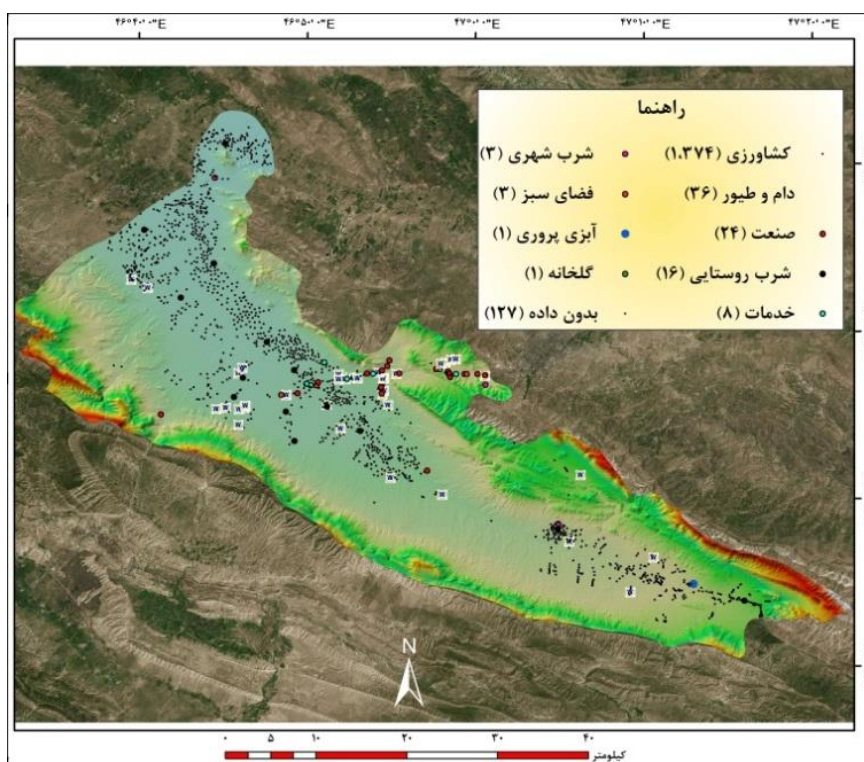 ۴۶°۴۰'۰"E ۴۶°۵۰'۰"E ۴۷°۰'۰"E ۴۷°۱۰'۰"E ۴۷°۲۰'۰"E
راهنما
کشاورزی (۱.۳۷۴) شرب شهری (۳)
دام و طیور (۳۶) فضای سبز (۳)
صنعت (۲۴) آبزی پروری (۱)
شرب روستایی (۱۶) گلخانه (۱)
خدمات (۸) بدون داده (۱۲۷)
N
۰ ۵ ۱۰ ۲۰ ۳۰ ۴۰
کیلومتر